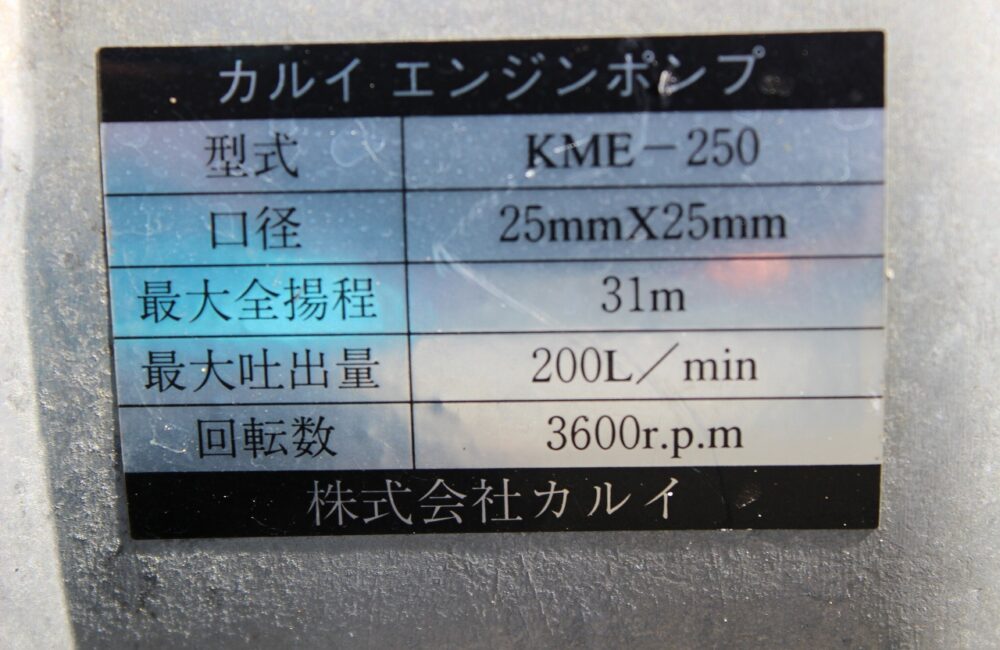 カルイ エンジンポンプ
型式 KME－250
口径 25mmX25mm
最大全揚程 31m
最大吐出量 200L／min
回転数 3600r.p.m
株式会社カルイ